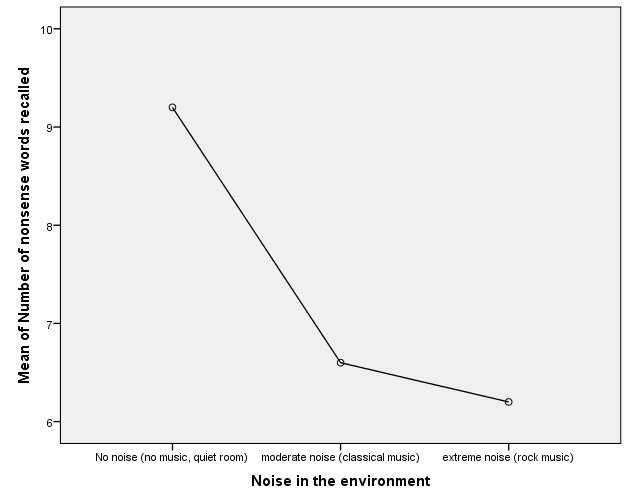 10
9
8
7
6
Mean of Number of nonsense words recalled
No noise (no music, quiet room)
moderate noise (classical music)
extreme noise (rock music)
Noise in the environment